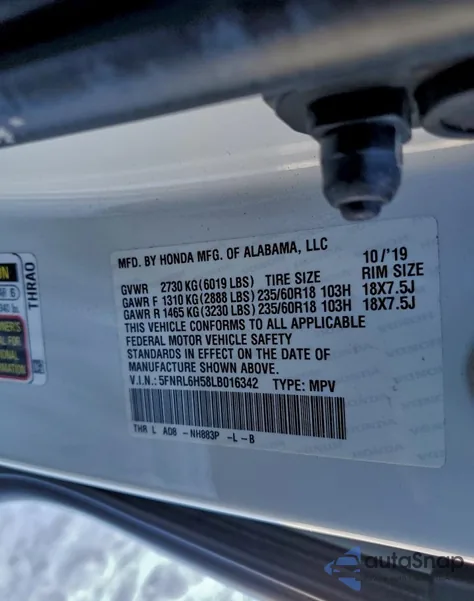 MFD. BY HONDA MFG. OF ALABAMA, LLC 10/'19
GVWR 2730 KG(6019 LBS) TIRE SIZE RIM SIZE
GAWR F 1310 KG(2888 LBS) 235/60R18 103H 18X7.5J
GAWR R 1465 KG(3230 LBS) 235/60R18 103H 18X7.5J
THIS VEHICLE CONFORMS TO ALL APPLICABLE
FEDERAL MOTOR VEHICLE SAFETY
STANDARDS IN EFFECT ON THE DATE OF
MANUFACTURE SHOWN ABOVE.
V.I.N.: 5FNRL6H58LB016342 TYPE: MPV
THR L A08 -NH883P -L-B
THRA0
autoSnap